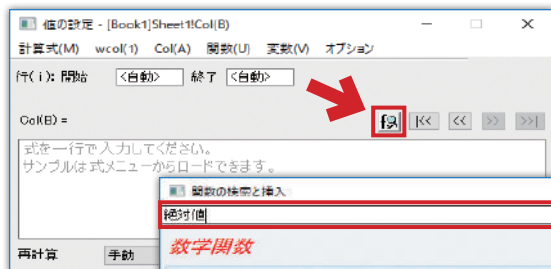 値の設定 - [Book1]Sheet1!Col(B)
計算式(M) wcol(1) Col(A) 関数(U) 変数(V) オプション
行(i): 開始 <自動> 終了 <自動>
Col(B) =
|<< << >> >>|
式を一行で入力してください。
サンプルは式メニューからロードできます。
関数の検索と挿入
絶対値
数学関数
再計算 手動